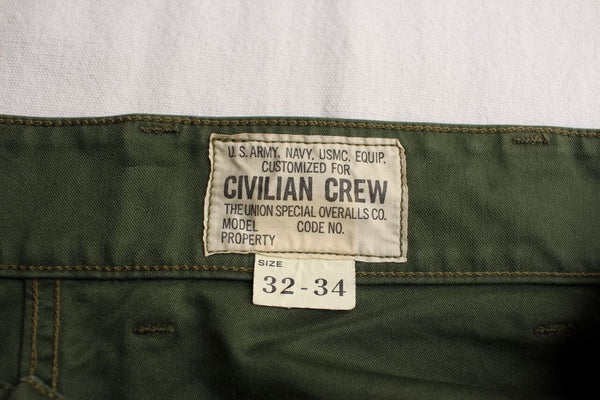 U.S. ARMY. NAVY. USMC. EQUIP.
CUSTOMIZED FOR
CIVILIAN CREW
THE UNION SPECIAL OVERALLS CO.
MODEL CODE NO.
PROPERTY
SIZE
32-34